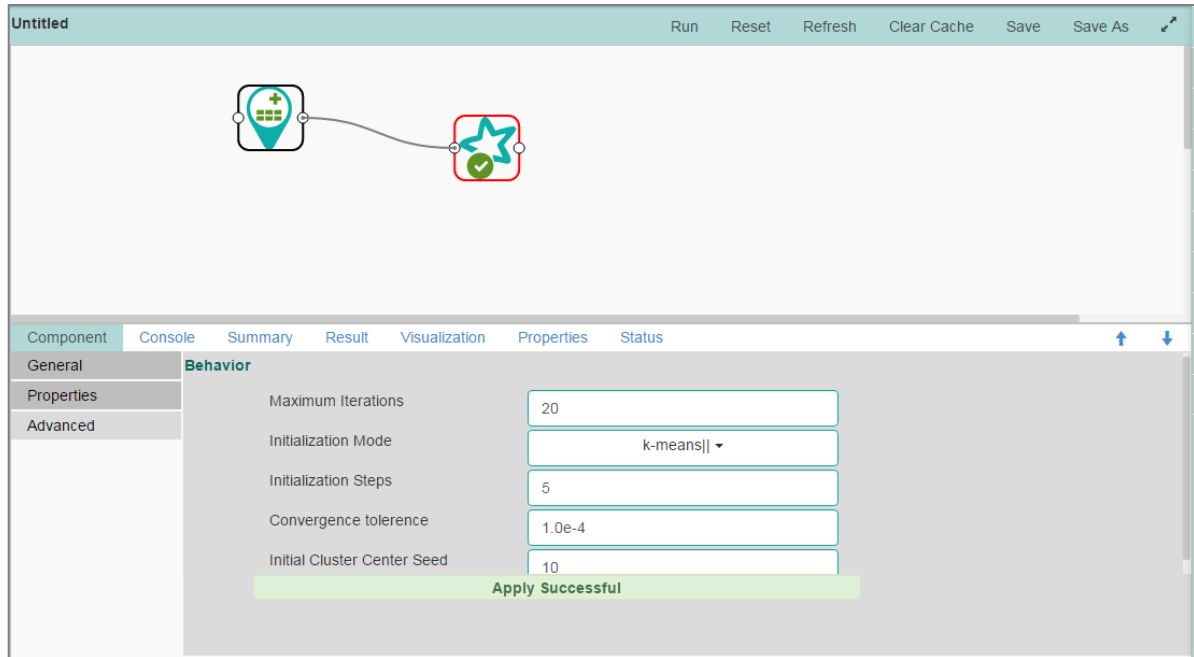 Untitled Run Reset Refresh Clear Cache Save Save As
Component Console Summary Result Visualization Properties Status
General
Behavior
Properties
Advanced
Maximum Iterations 20
Initialization Mode k-means||
Initialization Steps 5
Convergence tolerence 1.0e-4
Initial Cluster Center Seed 10
Apply Successful